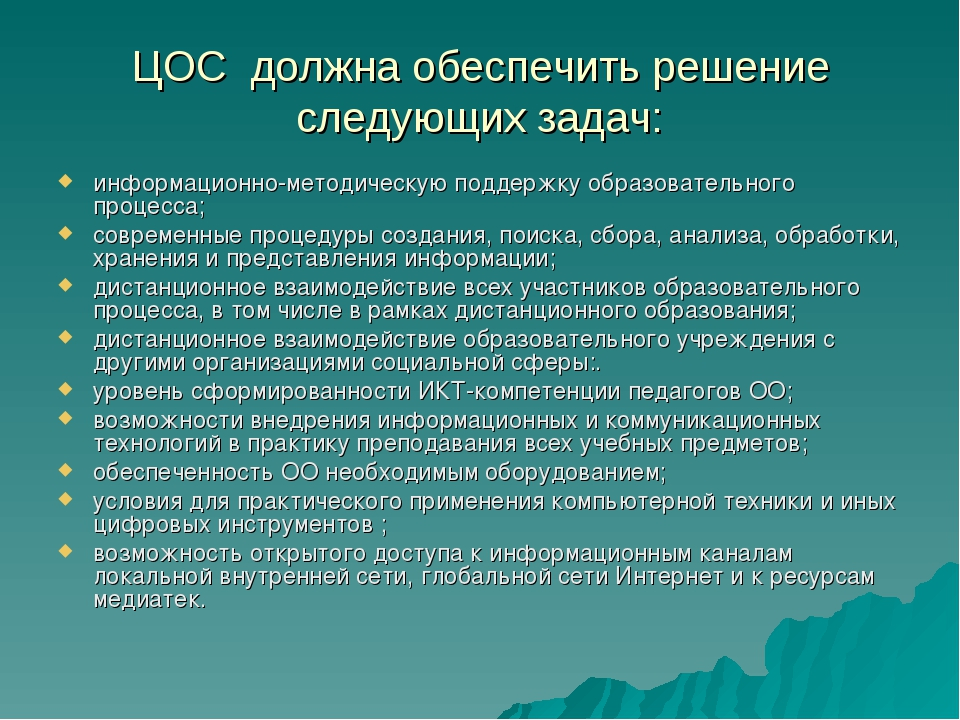 ЦОС должна обеспечить решение
следующих задач:
информационно-методическую поддержку образовательного
процесса;
современные процедуры создания, поиска, сбора, анализа, обработки,
хранения и представления информации;
дистанционное взаимодействие всех участников образовательного
процесса, в том числе в рамках дистанционного образования;
дистанционное взаимодействие образовательного учреждения с
другими организациями социальной сферы:.
уровень сформированности ИКТ-компетенции педагогов ОО;
возможности внедрения информационных и коммуникационных
технологий в практику преподавания всех учебных предметов;
обеспеченность ОО необходимым оборудованием;
условия для практического применения компьютерной техники и иных
цифровых инструментов ;
возможность открытого доступа к информационным каналам
локальной внутренней сети, глобальной сети Интернет и к ресурсам
медиатек.